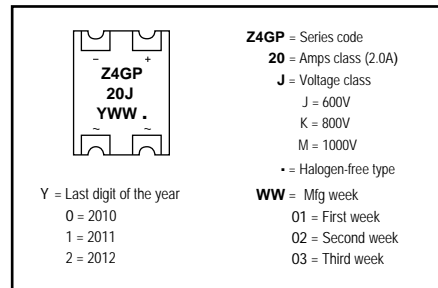 − +
Z4GP
20J
YWW .
~ ~
Y = Last digit of the year
0 = 2010
1 = 2011
2 = 2012
Z4GP = Series code
20 = Amps class (2.0A)
J = Voltage class
J = 600V
K = 800V
M = 1000V
▪ = Halogen-free type
WW = Mfg week
01 = First week
02 = Second week
03 = Third week